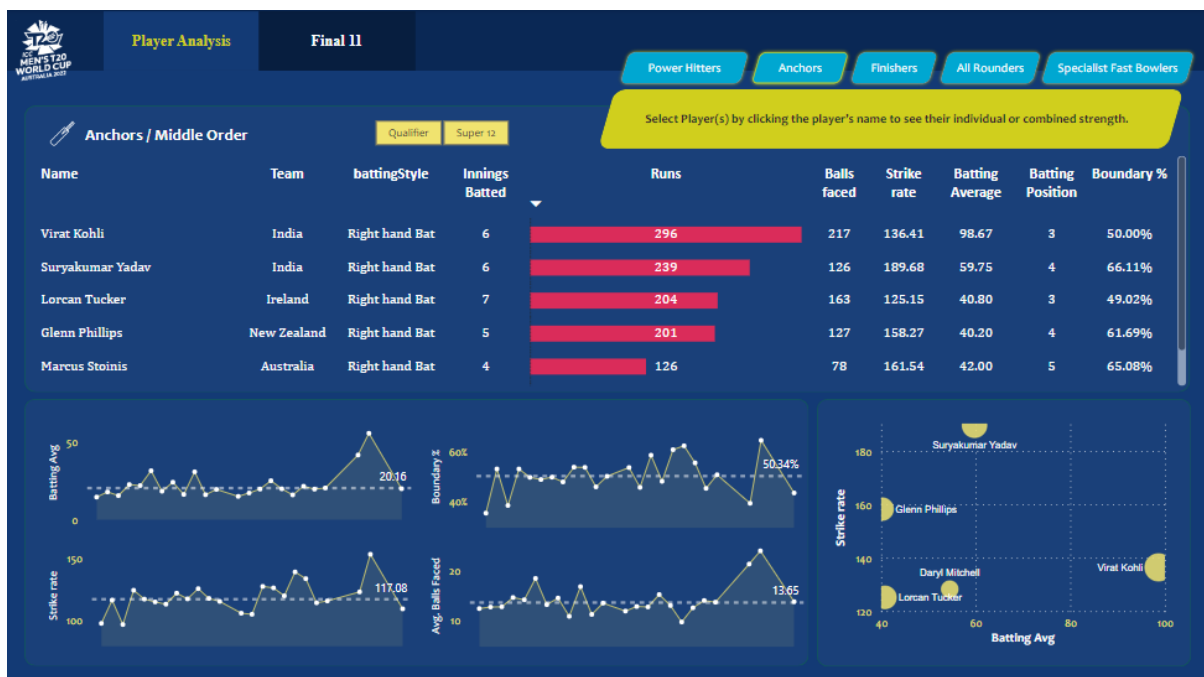 T20
ICC
MEN'S T20
WORLD CUP
AUSTRALIA 2022
Player Analysis
Final 11
Power Hitters
Anchors
Finishers
All Rounders
Specialist Fast Bowlers
Select Player(s) by clicking the player's name to see their individual or combined strength.
Anchors / Middle Order
Qualifier
Super 12
Name Team battingStyle Innings Batted Runs Balls faced Strike rate Batting Average Batting Position Boundary %
Virat Kohli India Right hand Bat 6 296 217 136.41 98.67 3 50.00%
Suryakumar Yadav India Right hand Bat 6 239 126 189.68 59.75 4 66.11%
Lorcan Tucker Ireland Right hand Bat 7 204 163 125.15 40.80 3 49.02%
Glenn Phillips New Zealand Right hand Bat 5 201 127 158.27 40.20 4 61.69%
Marcus Stoinis Australia Right hand Bat 4 126 78 161.54 42.00 5 65.08%
Batting Avg
50
0
20.16
Boundary %
60%
40%
50.34%
Strike rate
150
100
117.08
Avg. Balls Faced
20
10
13.65
Strike rate
180
160
140
120
Suryakumar Yadav
Glenn Phillips
Virat Kohli
Daryl Mitchell
Lorcan Tucker
40 60 80 100
Batting Avg